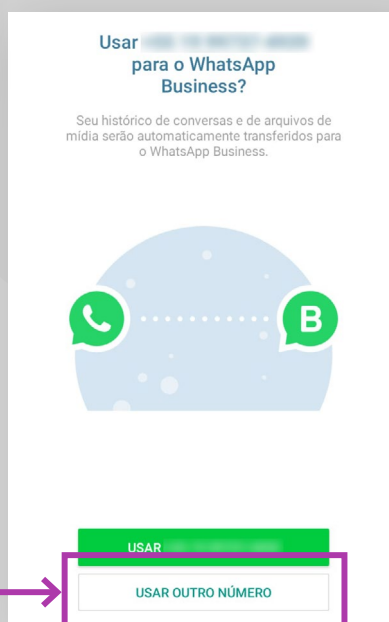 Usar
para o WhatsApp
Business?
Seu histórico de conversas e de arquivos de
mídia serão automaticamente transferidos para
o WhatsApp Business.
B
USAR
USAR OUTRO NÚMERO